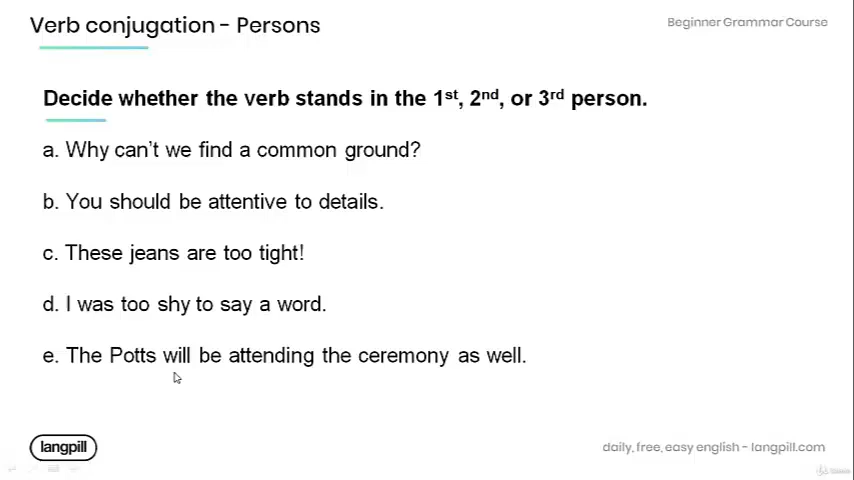 Verb conjugation - Persons
Beginner Grammar Course
Decide whether the verb stands in the 1st, 2nd, or 3rd person.
a. Why can't we find a common ground?
b. You should be attentive to details.
c. These jeans are too tight!
d. I was too shy to say a word.
e. The Potts will be attending the ceremony as well.
langpill
daily, free, easy english - langpill.com